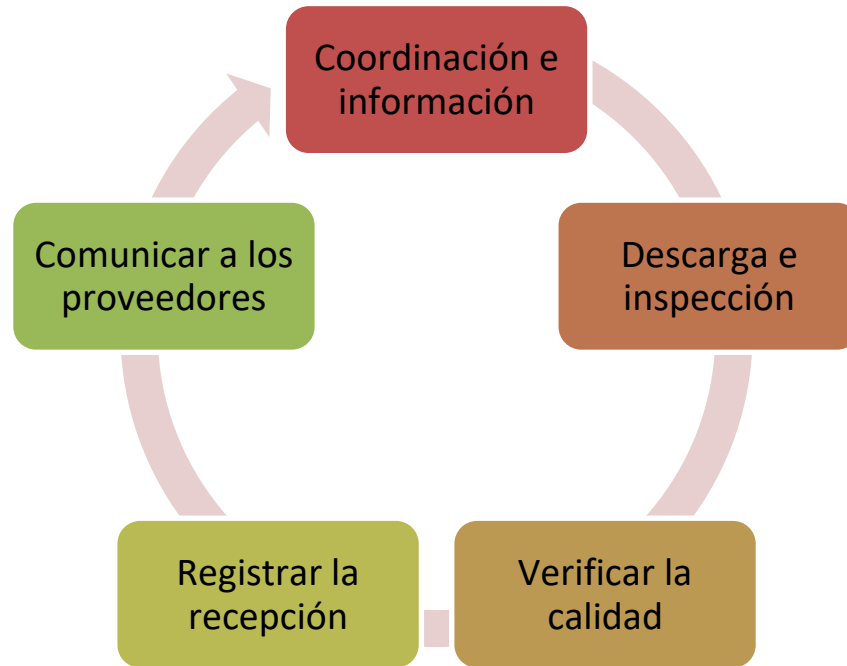 Coordinación e
información
Descarga e
inspección
Verificar la
calidad
Registrar la
recepción
Comunicar a los
proveedores